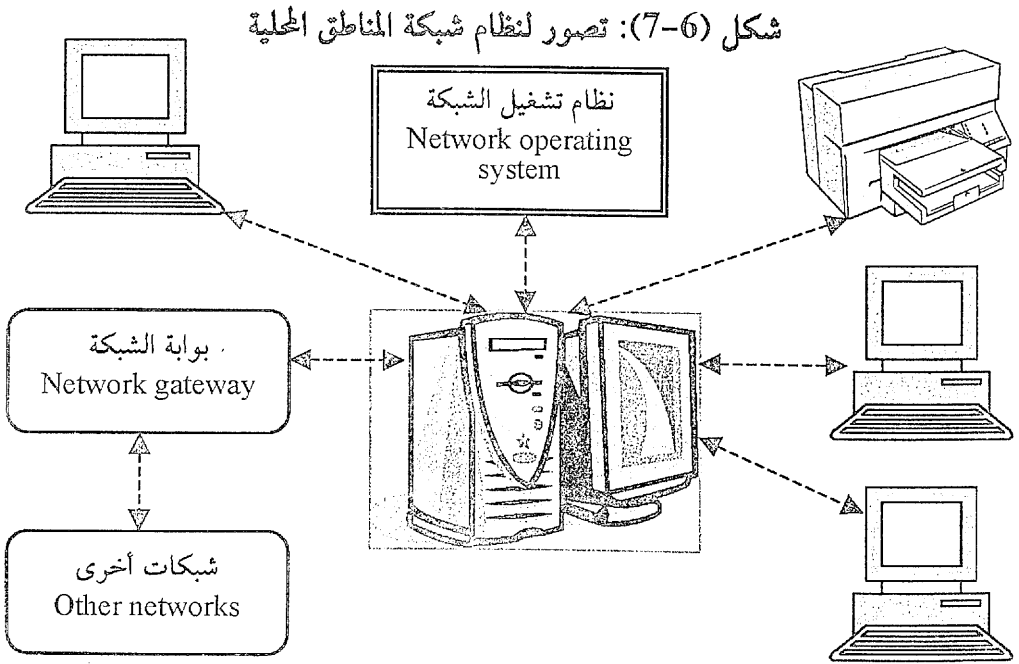 شكل (6-7): تصور لنظام شبكة المناطق المحلية
نظام تشغيل الشبكة
Network operating
system
بوابة الشبكة
Network gateway
شبكات أخرى
Other networks